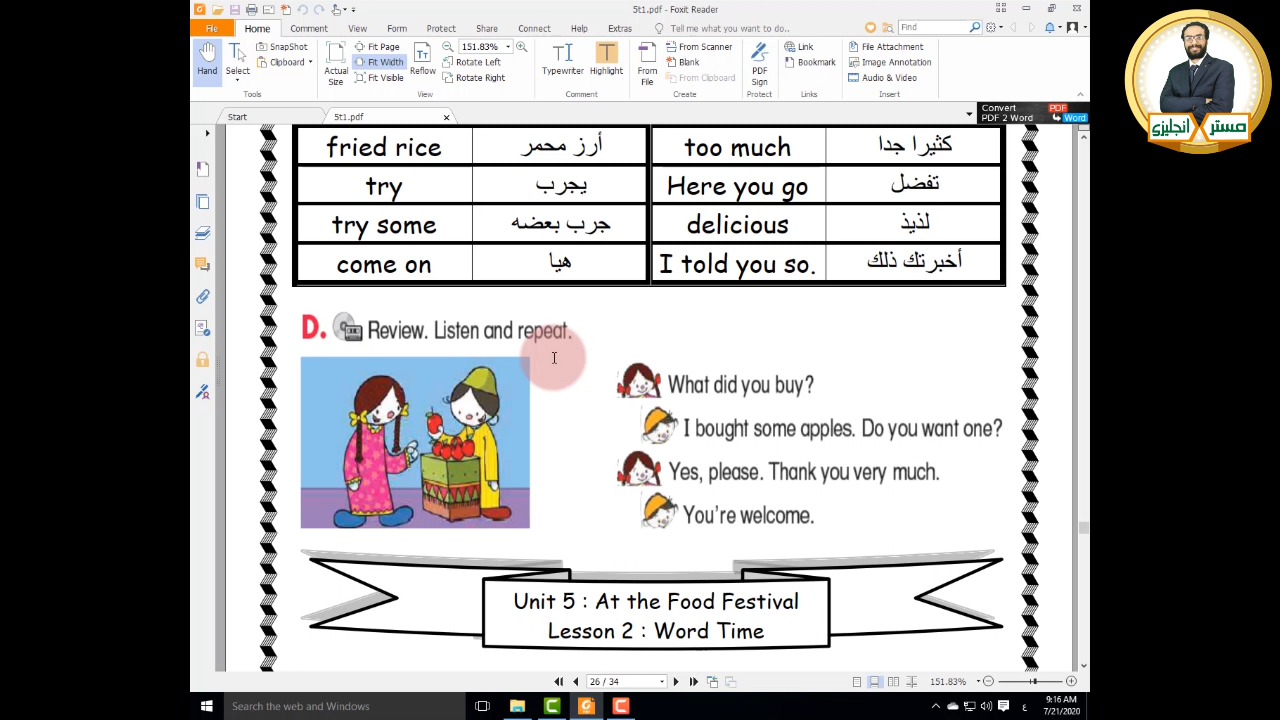 5t1.pdf - Foxit Reader
File Home Comment View Form Protect Share Connect Help Extras Tell me what you want to do.. Find
Hand
Select
SnapShot
Clipboard
Tools
Actual Size
Fit Page
Fit Width
Fit Visible
Reflow
151.83%
Rotate Left
Rotate Right
View
Typewriter
Highlight
Comment
From File
From Scanner
Blank
From Clipboard
Create
PDF Sign
Protect
Link
Bookmark
Links
File Attachment
Image Annotation
Audio & Video
Insert
مستر X انجليزي
Start
5t1.pdf
Convert PDF
PDF 2 Word Word
fried rice أرز محمر too much كثيرا جدا
try يجرب Here you go تفضل
try some جرب بعضه delicious لذيذ
come on هيا I told you so. أخبرتك ذلك
D. Review. Listen and repeat.
What did you buy?
I bought some apples. Do you want one?
Yes, please. Thank you very much.
You're welcome.
Unit 5 : At the Food Festival
Lesson 2 : Word Time
26 / 34
151.83%
Search the web and Windows
ع
9:16 AM
7/21/2020